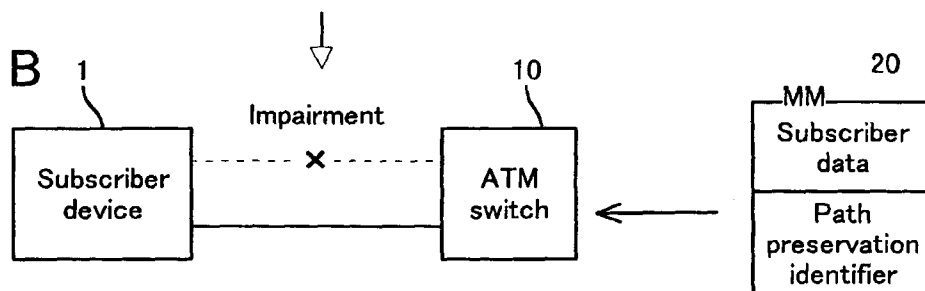 B
1
10
20
Impairment
MM
Subscriber
device
ATM
switch
Subscriber
data
Path
preservation
identifier